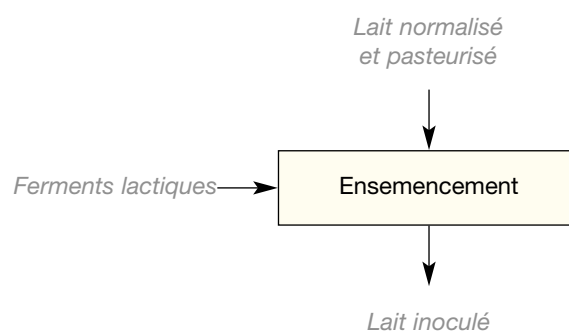 Lait normalisé
et pasteurisé
Ferments lactiques
Ensemencement
Lait inoculé